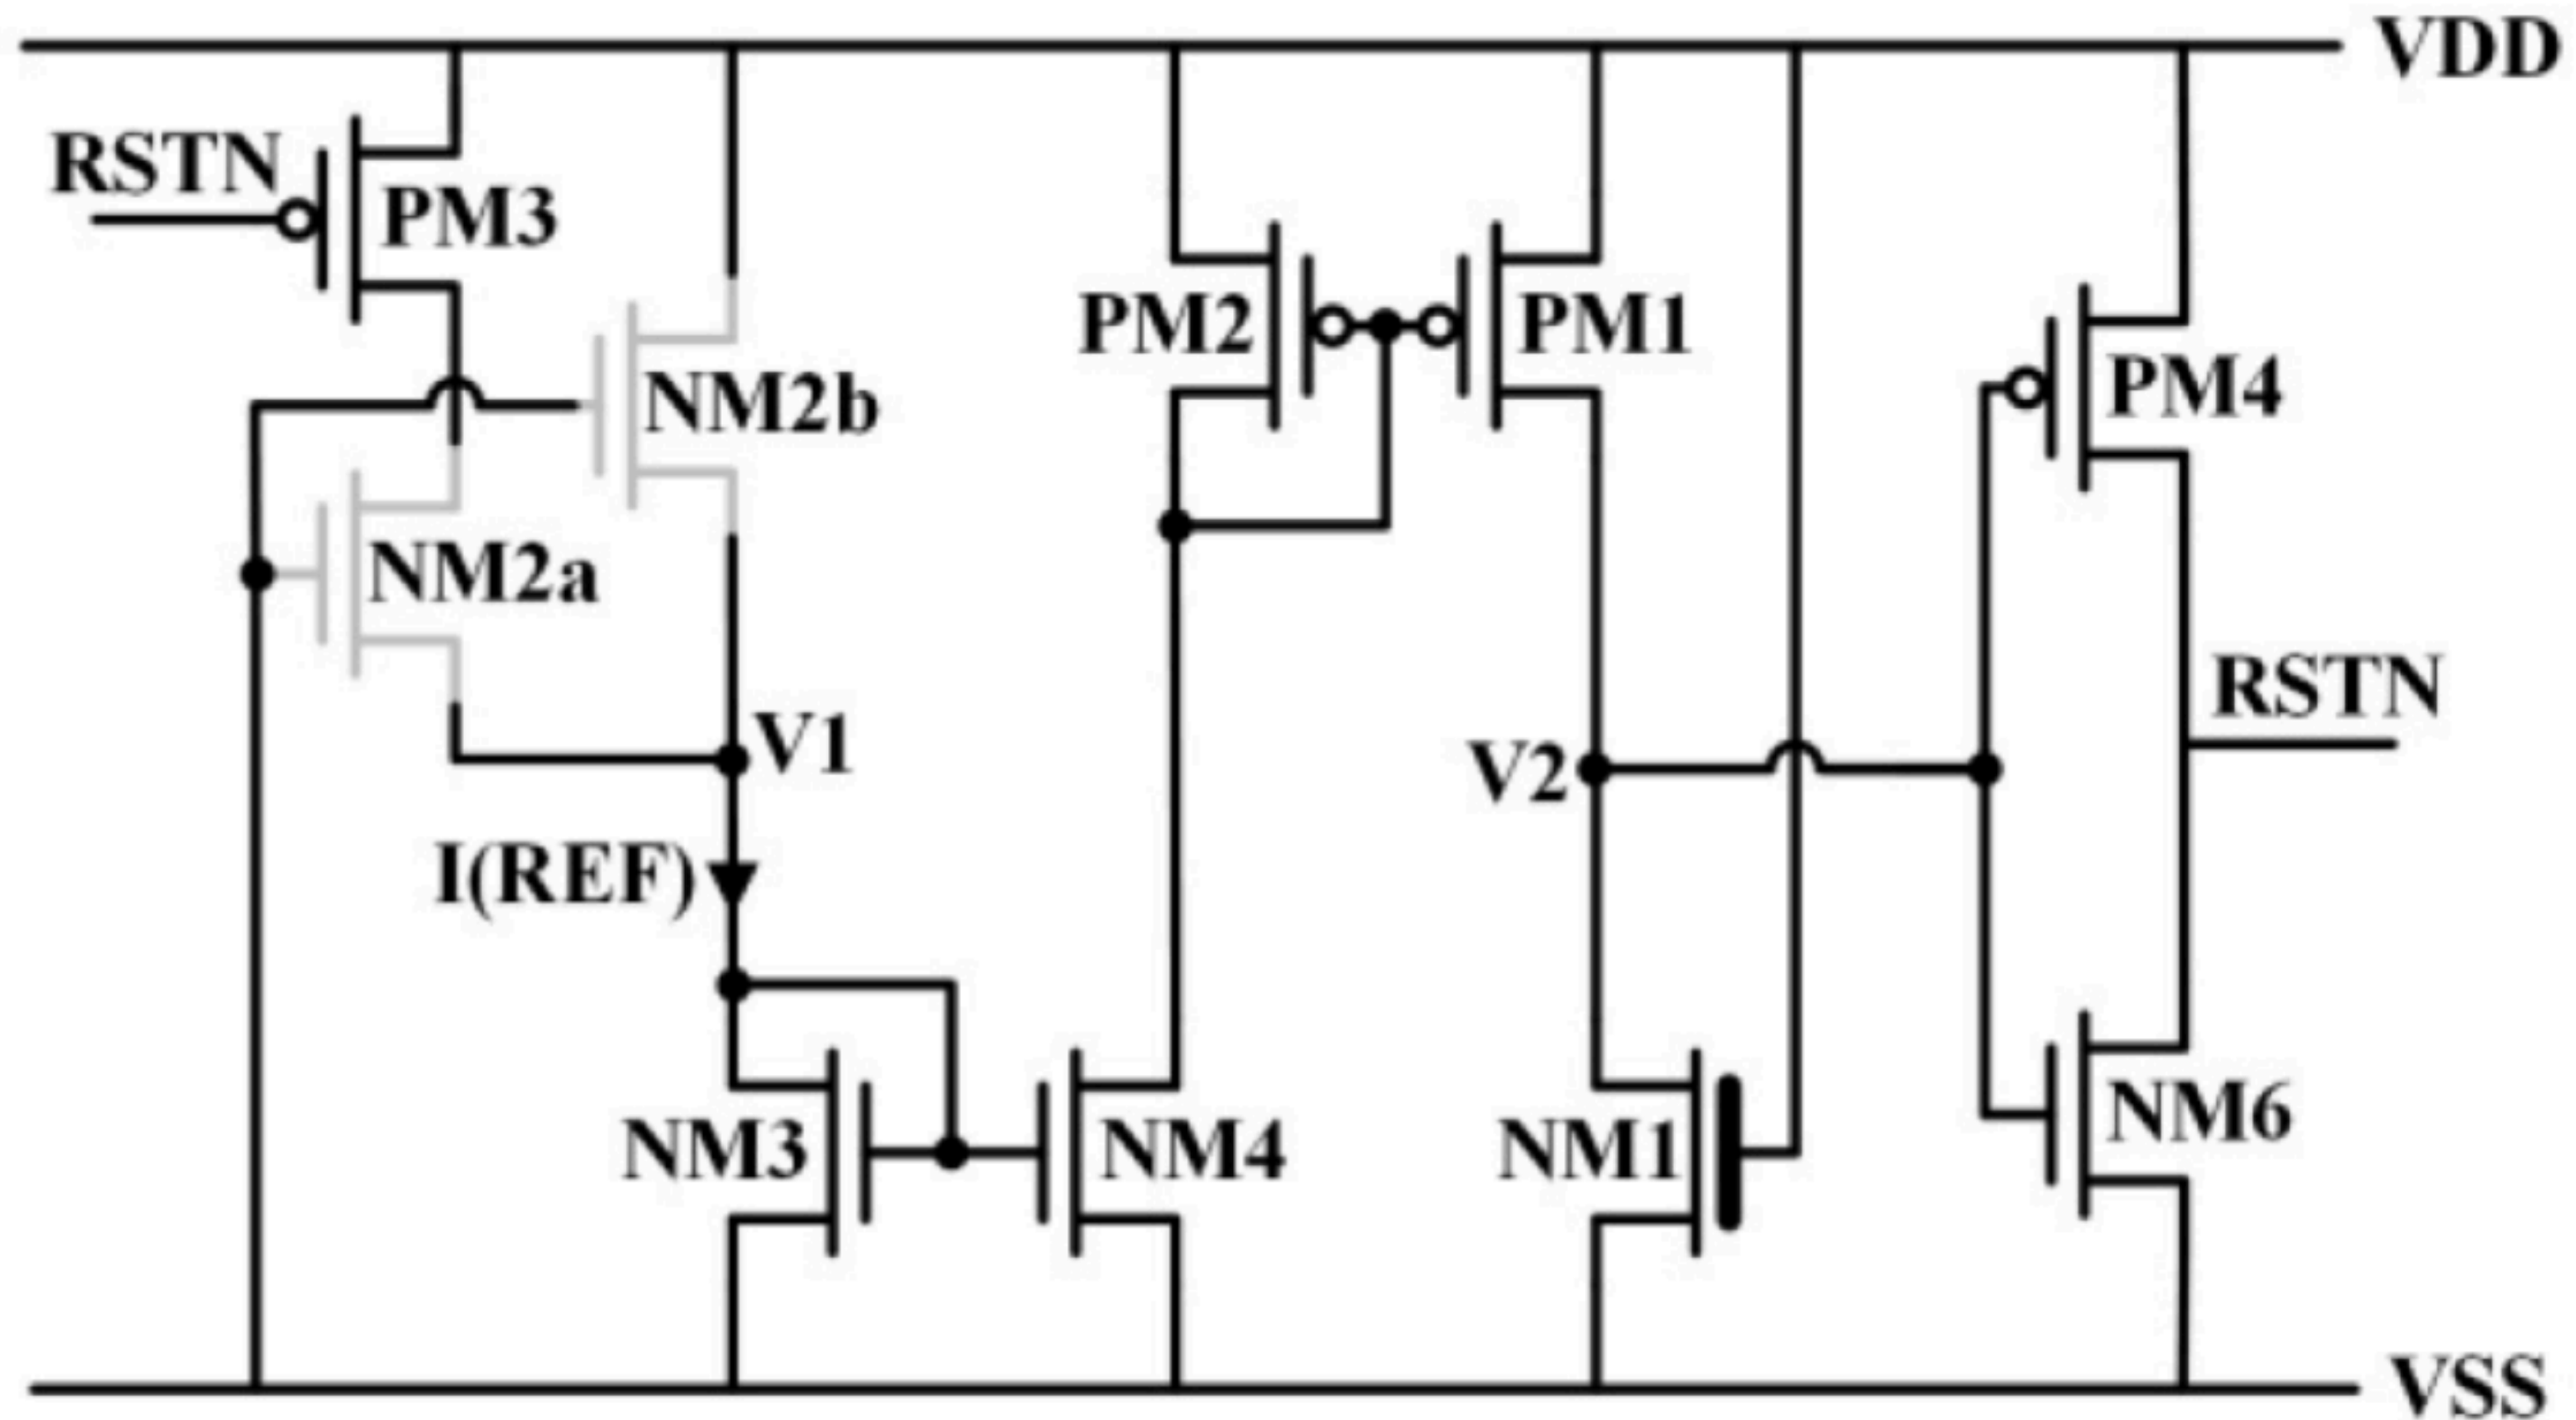 VDD
RSTN
PM3
PM2
PM1
NM2b
PM4
NM2a
RSTN
V1
V2
I(REF)
NM3
NM4
NM1
NM6
VSS